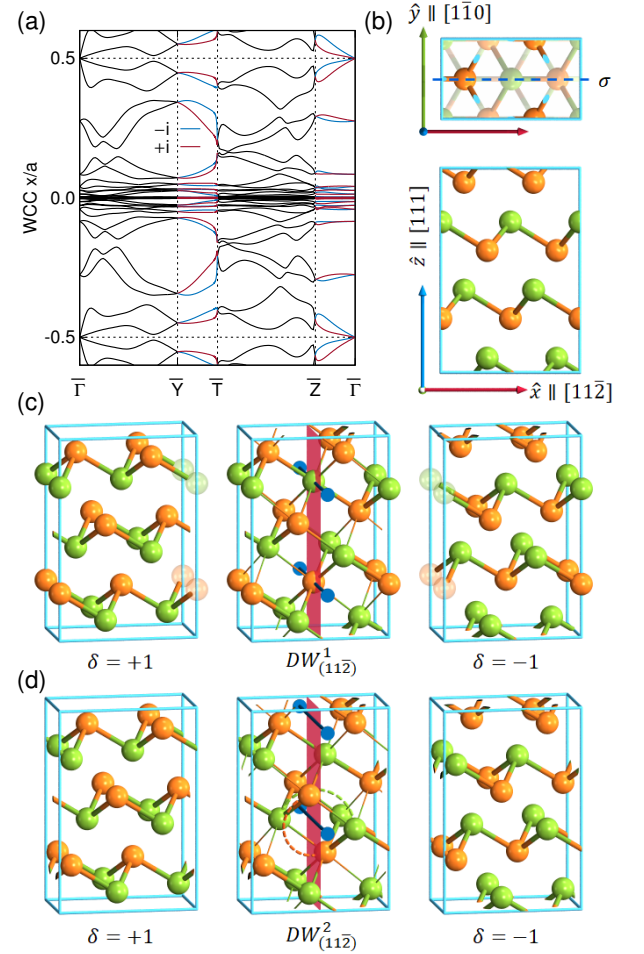 (a)
(b)
ŷ ∥ [11̄0]
σ
0.5
−i
+i
0.0
-0.5
WCC x/a
Γ̅ Y̅ T̅ Z̅ Γ̅
ẑ ∥ [111]
x̂ ∥ [112̄]
(c)
δ = +1 DW¹₍₁₁₂̄₎ δ = −1
(d)
δ = +1 DW²₍₁₁₂̄₎ δ = −1